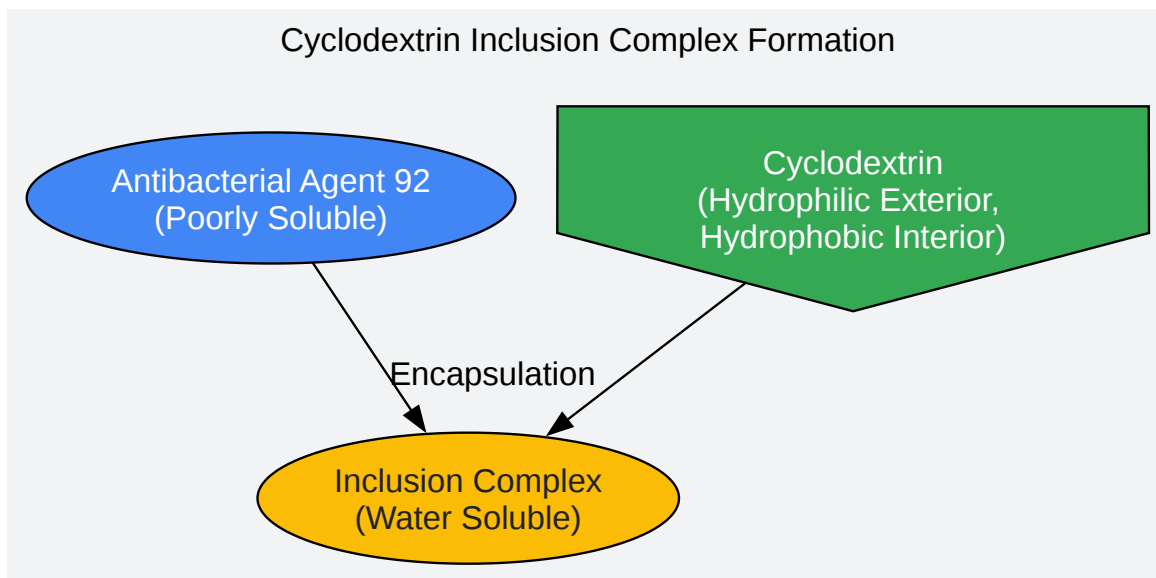 Cyclodextrin Inclusion Complex Formation
Antibacterial Agent 92
(Poorly Soluble)
Cyclodextrin
(Hydrophilic Exterior,
Hydrophobic Interior)
Encapsulation
Inclusion Complex
(Water Soluble)